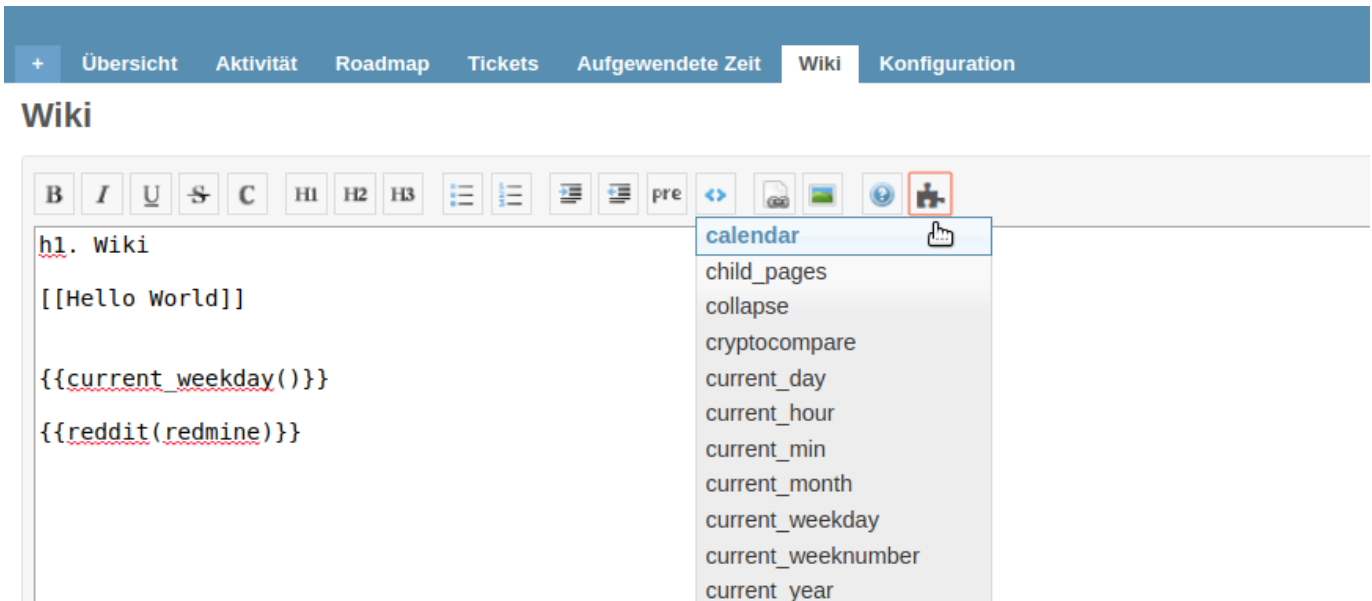 + Übersicht Aktivität Roadmap Tickets Aufgewendete Zeit Wiki Konfiguration
Wiki
B I U S C H1 H2 H3 pre <> ?
h1. Wiki
[[Hello World]]
{{current_weekday()}}
{{reddit(redmine)}}
calendar
child_pages
collapse
cryptocompare
current_day
current_hour
current_min
current_month
current_weekday
current_weeknumber
current_year